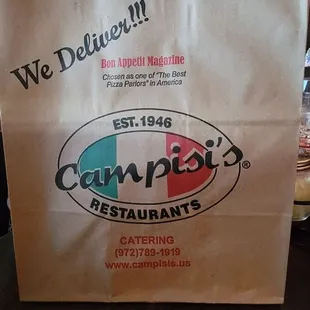 We Deliver!!!
Bon Appetit Magazine
Chosen as one of "The Best
Pizza Parlors" in America
EST. 1946
Campisi's®
RESTAURANTS
CATERING
(972)789-1919
www.campisis.us